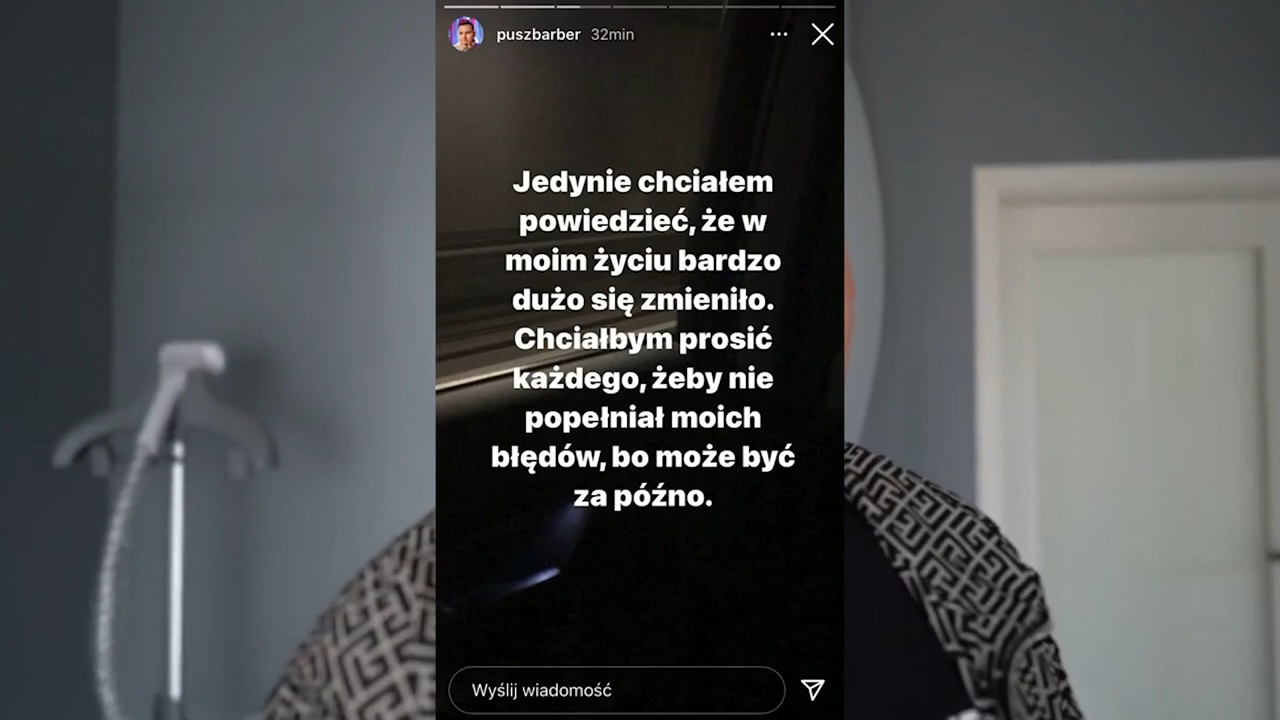 puszbarber 32min
Jedynie chciałem
powiedzieć, że w
moim życiu bardzo
dużo się zmieniło.
Chciałbym prosić
każdego, żeby nie
popełniał moich
błędów, bo może być
za późno.
Wyślij wiadomość